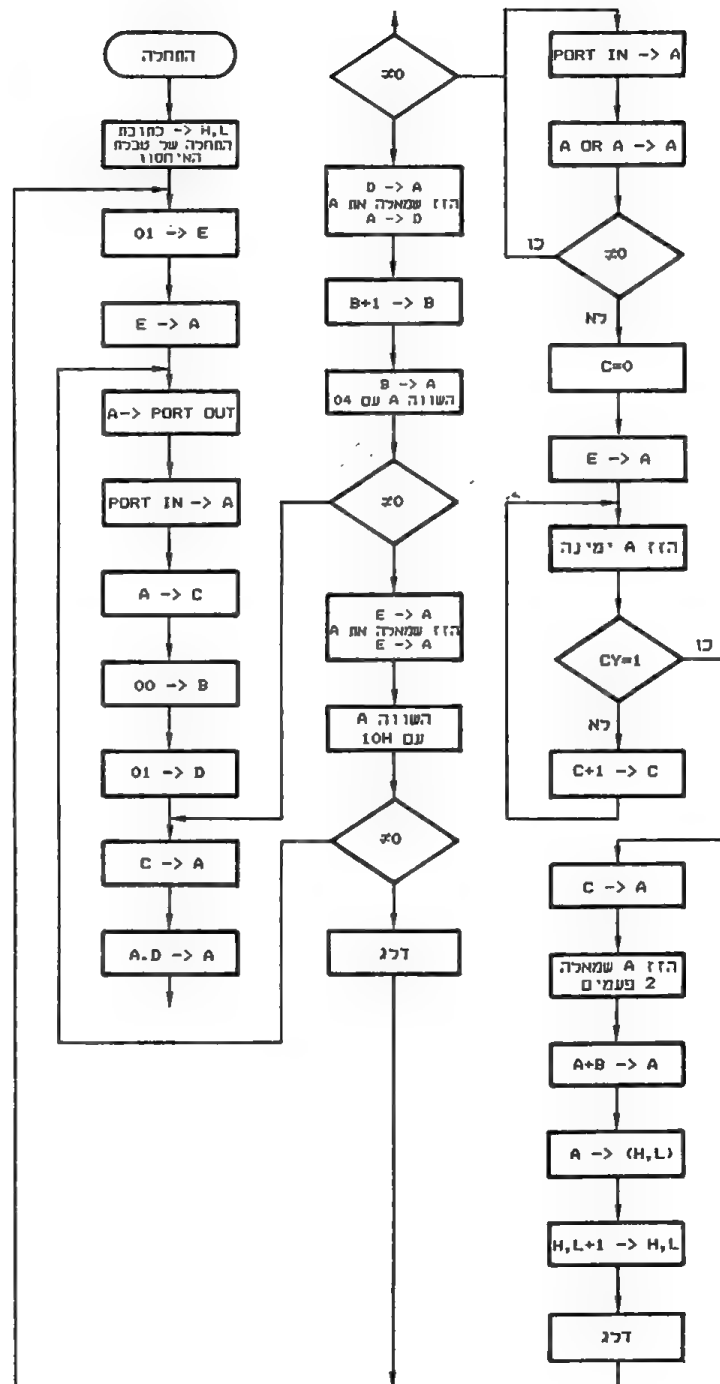 התחלה
H,L <- כתובת
התחלה של טבלת
האיחסון
01 -> E
E -> A
A-> PORT OUT
PORT IN -> A
A -> C
00 -> B
01 -> D
C -> A
A.D -> A
≠0
D -> A
הזז שמאלה את A
A -> D
B+1 -> B
B -> A
השווה A עם 04
≠0
E -> A
הזז שמאלה את A
E -> A
השווה A
עם 10H
≠0
דלג
PORT IN -> A
A OR A -> A
≠0
כן
לא
C=0
E -> A
הזז A ימינה
CY=1
כן
לא
C+1 -> C
C -> A
הזז A שמאלה
2 פעמים
A+B -> A
A -> (H,L)
H,L+1 -> H,L
דלג